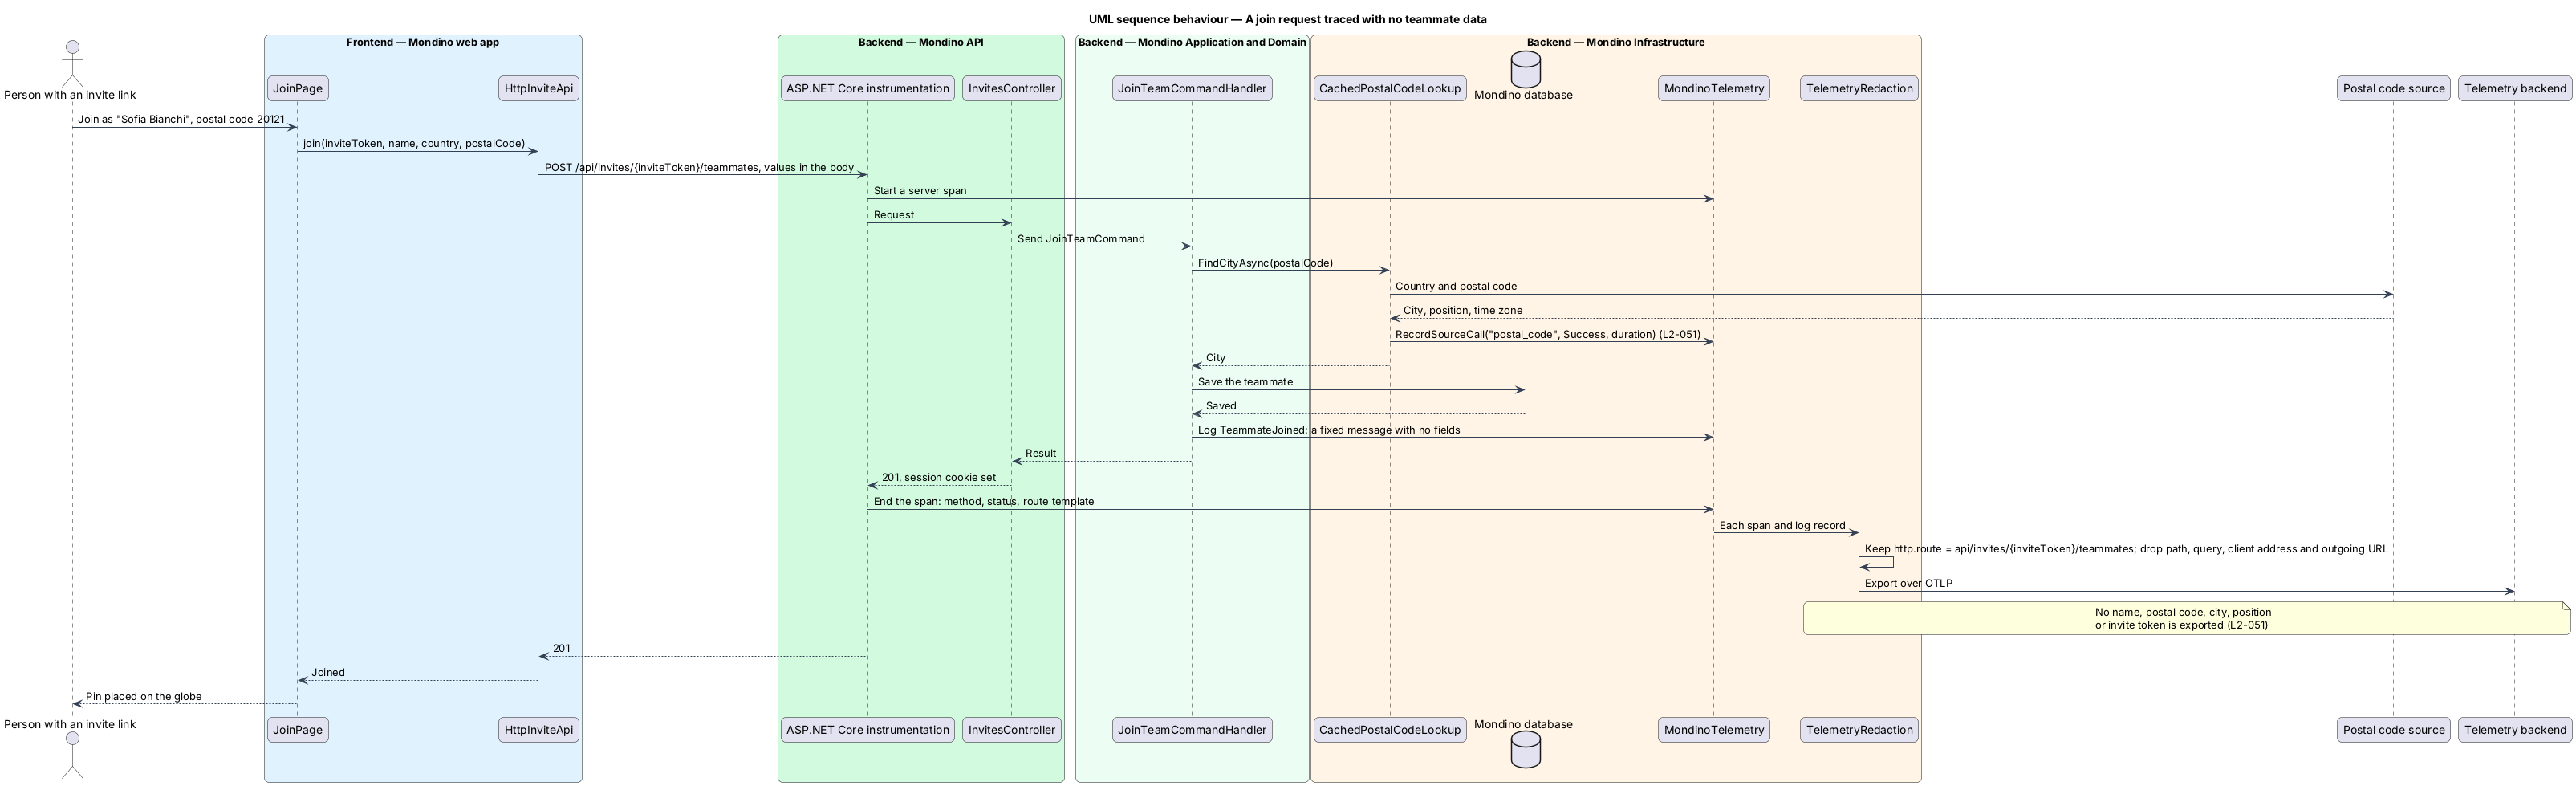 UML sequence behaviour — A join request traced with no teammate data
Frontend — Mondino web app
Backend — Mondino API
Backend — Mondino Application and Domain
Backend — Mondino Infrastructure
Person with an invite link
JoinPage
HttpInviteApi
ASP.NET Core instrumentation
InvitesController
JoinTeamCommandHandler
CachedPostalCodeLookup
Mondino database
MondinoTelemetry
TelemetryRedaction
Postal code source
Telemetry backend
Join as "Sofia Bianchi", postal code 20121
join(inviteToken, name, country, postalCode)
POST /api/invites/{inviteToken}/teammates, values in the body
Start a server span
Request
Send JoinTeamCommand
FindCityAsync(postalCode)
Country and postal code
City, position, time zone
RecordSourceCall("postal_code", Success, duration) (L2-051)
City
Save the teammate
Saved
Log TeammateJoined: a fixed message with no fields
Result
201, session cookie set
End the span: method, status, route template
Each span and log record
Keep http.route = api/invites/{inviteToken}/teammates; drop path, query, client address and outgoing URL
Export over OTLP
No name, postal code, city, position
or invite token is exported (L2-051)
201
Joined
Pin placed on the globe
Person with an invite link
JoinPage
HttpInviteApi
ASP.NET Core instrumentation
InvitesController
JoinTeamCommandHandler
CachedPostalCodeLookup
Mondino database
MondinoTelemetry
TelemetryRedaction
Postal code source
Telemetry backend